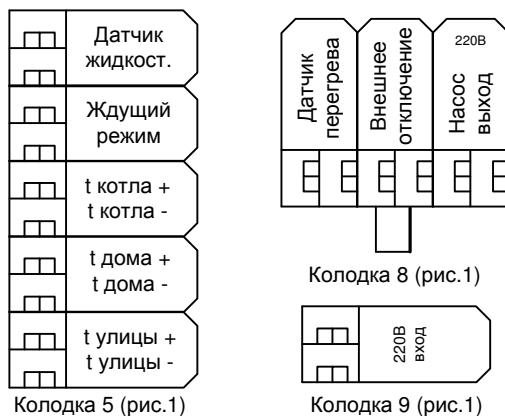 Датчик
жидкост.
Ждущий
режим
t котла +
t котла -
t дома +
t дома -
t улицы +
t улицы -
Колодка 5 (рис.1)
Датчик
перегрева
Внешнее
отключение
220В
Насос
выход
Колодка 8 (рис.1)
220В
вход
Колодка 9 (рис.1)